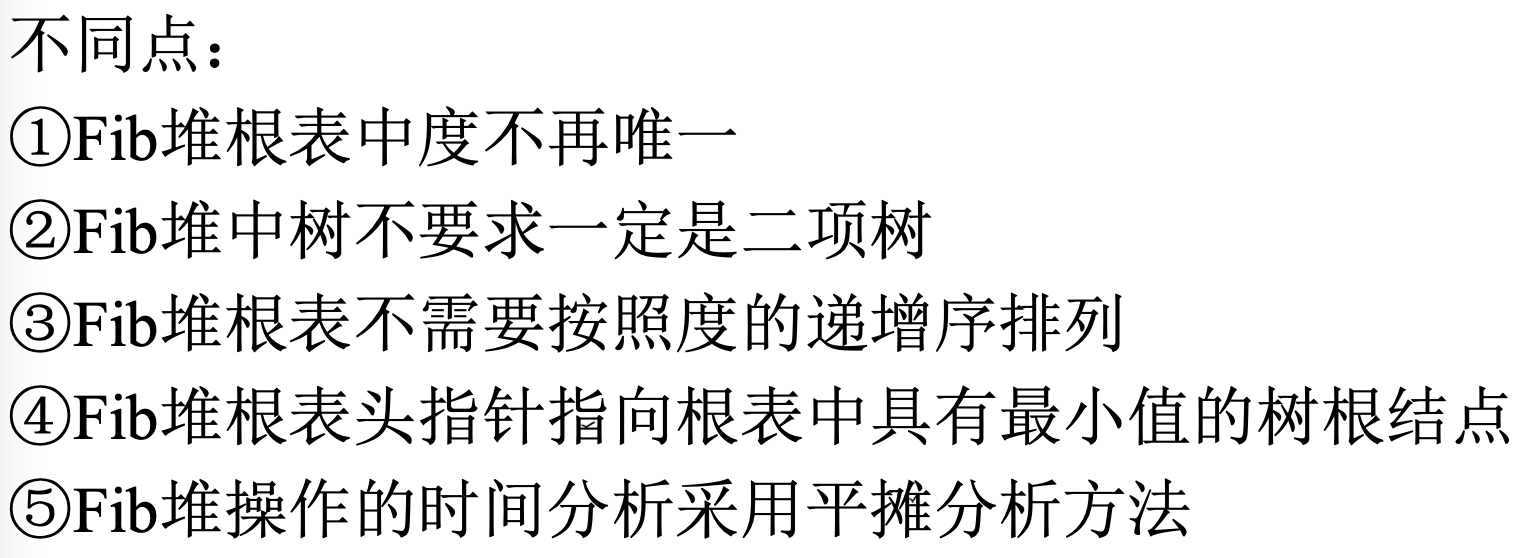 不同点：
①Fib堆根表中度不再唯一
②Fib堆中树不要求一定是二项树
③Fib堆根表不需要按照度的递增序排列
④Fib堆根表头指针指向根表中具有最小值的树根结点
⑤Fib堆操作的时间分析采用平摊分析方法